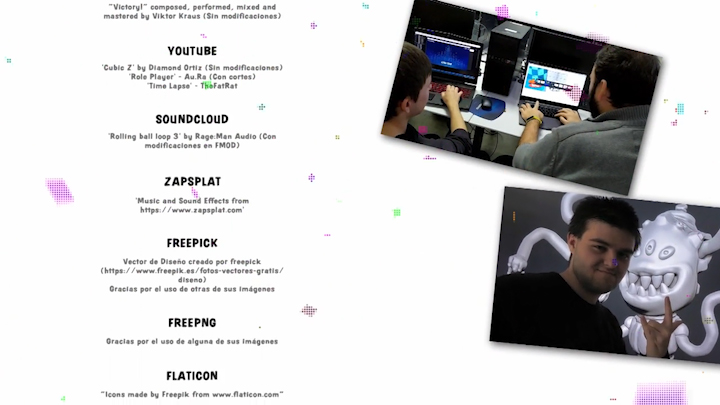 "Victory!" composed, performed, mixed and
mastered by Viktor Kraus (Sin modificaciones)
YOUTUBE
'Cubic Z' by Diamond Ortiz (Sin modificaciones)
'Role Player' - Au.Ra (Con cortes)
'Time Lapse' - TheFatRat
SOUNDCLOUD
'Rolling ball loop 3' by Rage:Man Audio (Con
modificaciones en FMOD)
ZAPSPLAT
'Music and Sound Effects from
https://www.zapsplat.com'
FREEPICK
Vector de Diseño creado por freepick
(https://www.freepik.es/fotos-vectores-gratis/
diseno)
Gracias por el uso de otras de sus imágenes
FREEPNG
Gracias por el uso de alguna de sus imágenes
FLATICON
"Icons made by Freepik from www.flaticon.com"